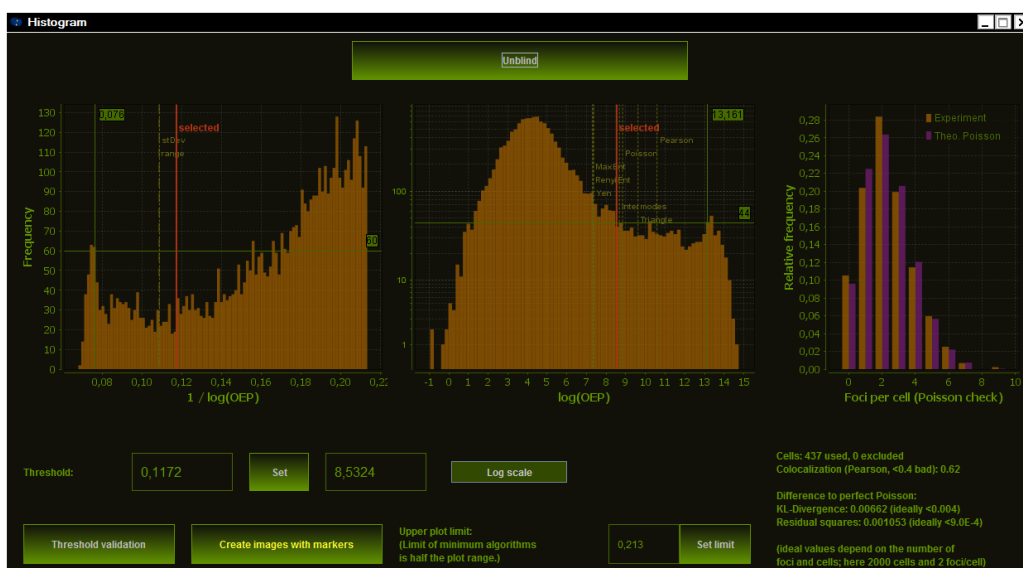 Histogram
Unblind
130
120
110
100
90
80
70
60
50
40
30
20
10
0
Frequency
0,076
selected
stDev
range
60
0,08 0,10 0,12 0,14 0,16 0,18 0,20 0,22
1 / log(OEP)
100
10
1
13,161
selected
Pearson
Poisson
MaxEnt
RenyiEnt
Yen
Intermodes
Triangle
44
-1 0 1 2 3 4 5 6 7 8 9 10 11 12 13 14 15
log(OEP)
0,28
0,26
0,24
0,22
0,20
0,18
0,16
0,14
0,12
0,10
0,08
0,06
0,04
0,02
0,00
Relative frequency
Experiment
Theo. Poisson
0 2 4 6 8 10
Foci per cell (Poisson check)
Threshold:
0,1172
Set
8,5324
Log scale
Cells: 437 used, 0 excluded
Colocalization (Pearson, <0.4 bad): 0.62
Difference to perfect Poisson:
KL-Divergence: 0.00662 (ideally <0.004)
Residual squares: 0.001053 (ideally <9.0E-4)
(ideal values depend on the number of
foci and cells; here 2000 cells and 2 foci/cell)
Threshold validation
Create images with markers
Upper plot limit:
(Limit of minimum algorithms
is half the plot range.)
0,213
Set limit